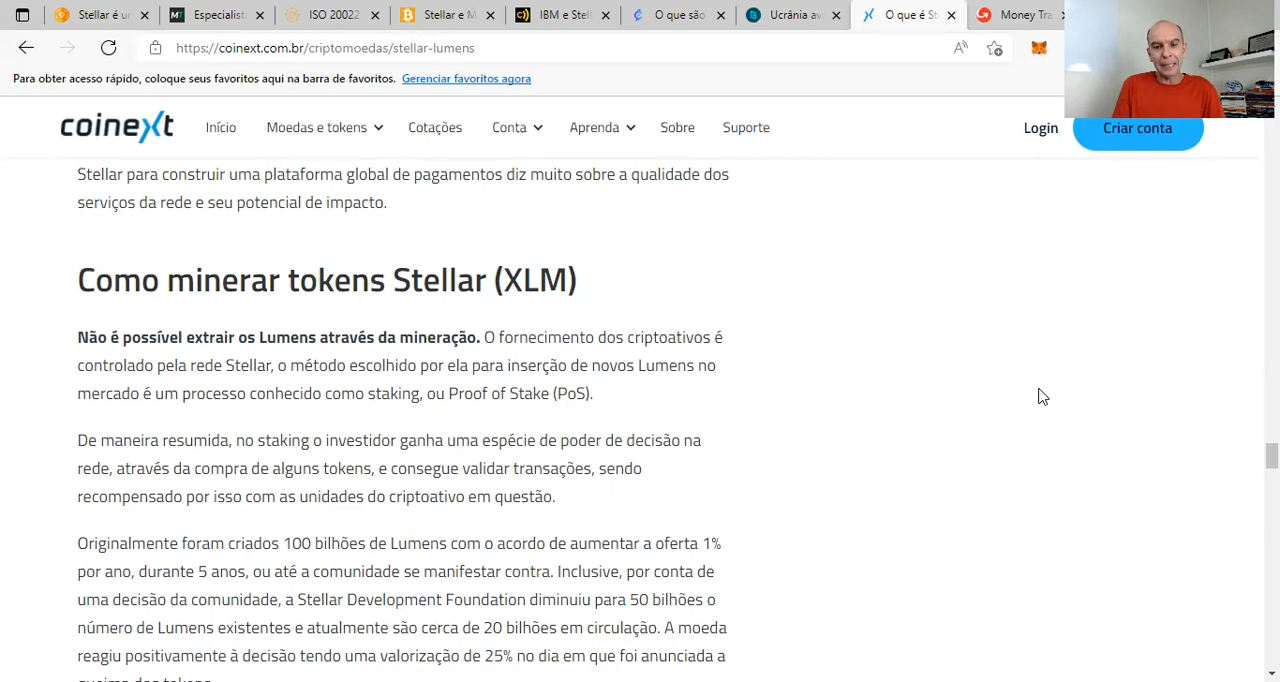 Stellar é un
Especialist
ISO 20022
Stellar e M
IBM e Stell
O que são
Ucrânia av
O que é St
Money Tra
https://coinext.com.br/criptomoedas/stellar-lumens
Para obter acesso rápido, coloque seus favoritos aqui na barra de favoritos. Gerenciar favoritos agora
coinext Início Moedas e tokens Cotações Conta Aprenda Sobre Suporte Login Criar conta
Stellar para construir uma plataforma global de pagamentos diz muito sobre a qualidade dos
serviços da rede e seu potencial de impacto.
Como minerar tokens Stellar (XLM)
Não é possível extrair os Lumens através da mineração. O fornecimento dos criptoativos é
controlado pela rede Stellar, o método escolhido por ela para inserção de novos Lumens no
mercado é um processo conhecido como staking, ou Proof of Stake (PoS).
De maneira resumida, no staking o investidor ganha uma espécie de poder de decisão na
rede, através da compra de alguns tokens, e consegue validar transações, sendo
recompensado por isso com as unidades do criptoativo em questão.
Originalmente foram criados 100 bilhões de Lumens com o acordo de aumentar a oferta 1%
por ano, durante 5 anos, ou até a comunidade se manifestar contra. Inclusive, por conta de
uma decisão da comunidade, a Stellar Development Foundation diminuiu para 50 bilhões o
número de Lumens existentes e atualmente são cerca de 20 bilhões em circulação. A moeda
reagiu positivamente à decisão tendo uma valorização de 25% no dia em que foi anunciada a